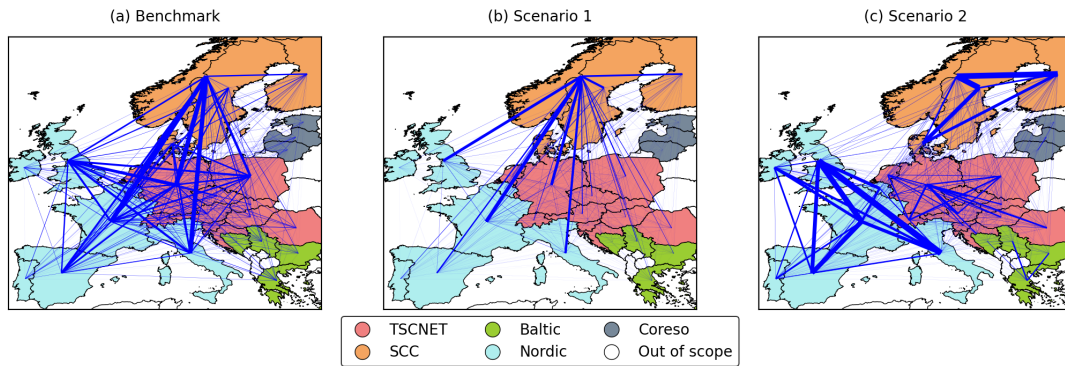 (a) Benchmark
(b) Scenario 1
(c) Scenario 2
TSCNET
Baltic
Coreso
SCC
Nordic
Out of scope